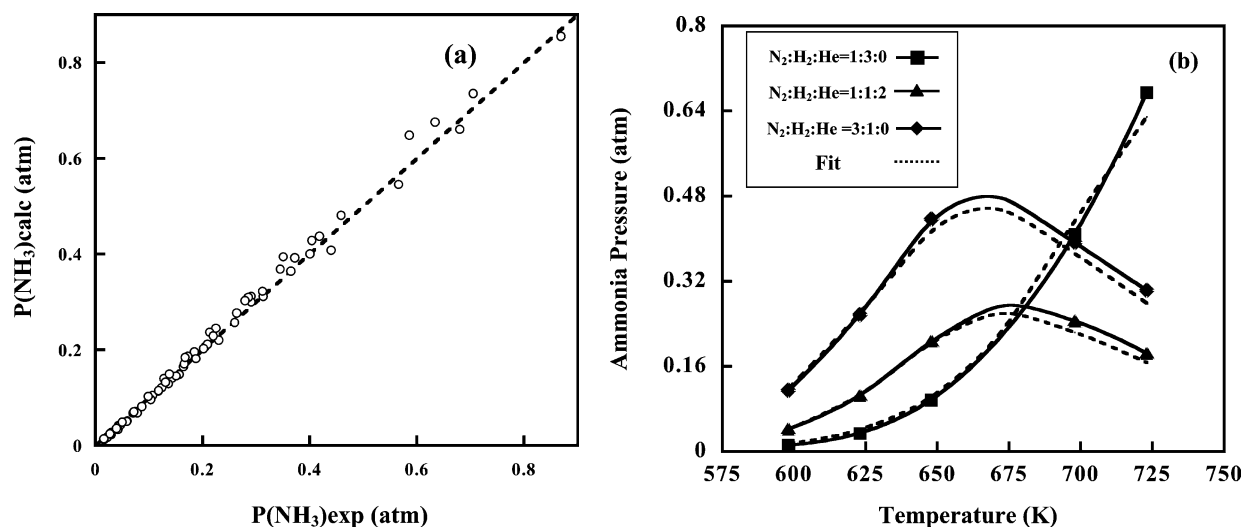 (a)
P(NH₃)calc (atm)
0.8
0.6
0.4
0.2
0
0 0.2 0.4 0.6 0.8
P(NH₃)exp (atm)
(b)
N₂:H₂:He=1:3:0
N₂:H₂:He=1:1:2
N₂:H₂:He =3:1:0
Fit
Ammonia Pressure (atm)
0.8
0.64
0.48
0.32
0.16
0
575 600 625 650 675 700 725 750
Temperature (K)